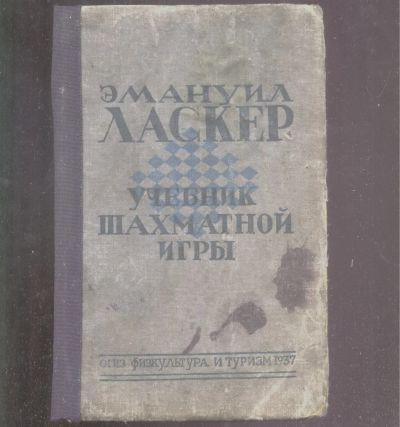 ЭМАНУИЛ
ЛАСКЕР
УЧЕБНИК
ШАХМАТНОЙ
ИГРЫ
ОГИЗ ФИЗКУЛЬТУРА И ТУРИЗМ 1937